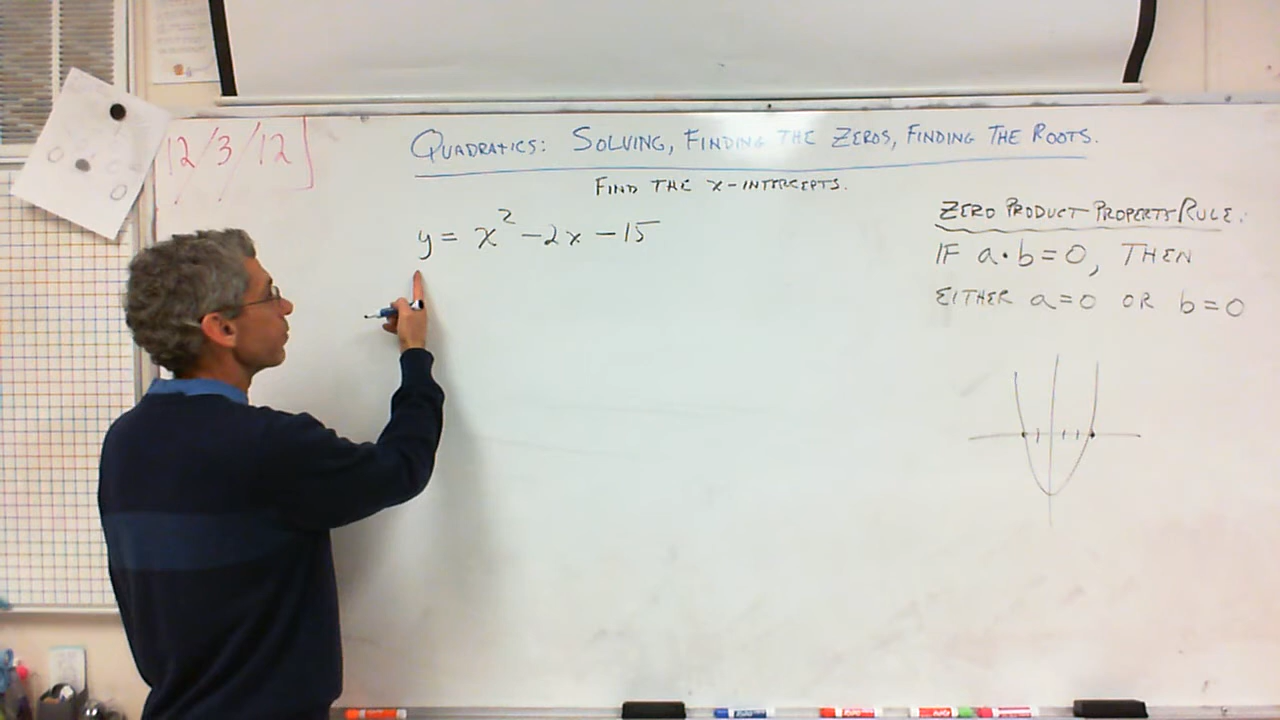 12/3/12
QUADRATICS: SOLVING, FINDING THE ZEROS, FINDING THE ROOTS.
FIND THE X-INTERCEPTS.
y = x² - 2x - 15
ZERO PRODUCT PROPERTY RULE.
IF a·b=0, THEN
EITHER a=0 OR b=0